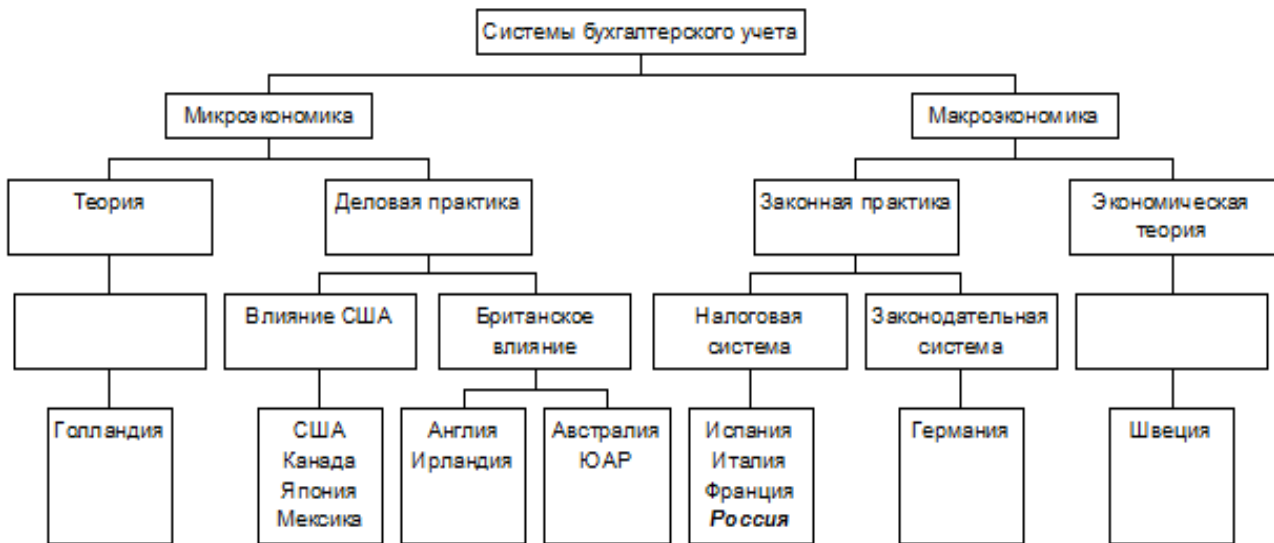 Системы бухгалтерского учета
Микроэкономика
Макроэкономика
Теория
Деловая практика
Законная практика
Экономическая
теория
Влияние США
Британское
влияние
Налоговая
система
Законодательная
система
Голландия
США
Канада
Япония
Мексика
Англия
Ирландия
Австралия
ЮАР
Испания
Италия
Франция
Россия
Германия
Швеция